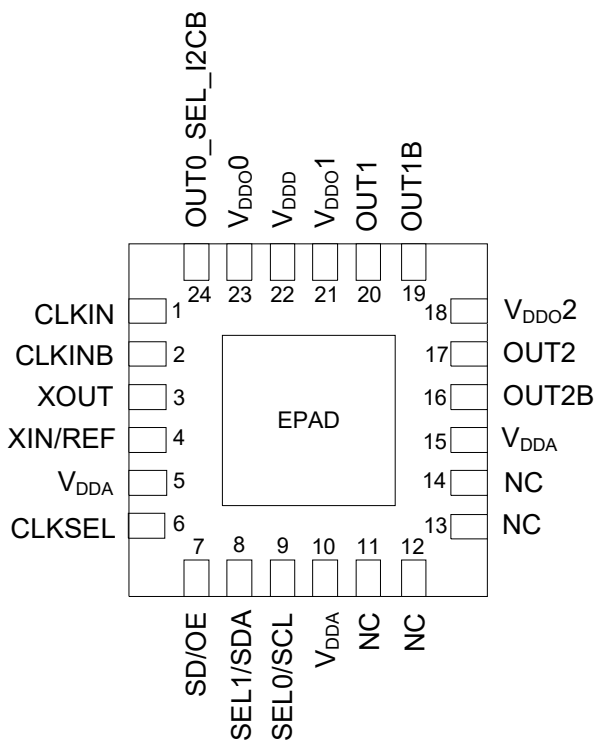 OUT0_SEL_I2CB
VDDO0
VDDD
VDDO1
OUT1
OUT1B
24
23
22
21
20
19
CLKIN
1
CLKINB
2
XOUT
3
XIN/REF
4
VDDA
5
CLKSEL
6
EPAD
18
VDDO2
17
OUT2
16
OUT2B
15
VDDA
14
NC
13
NC
7
8
9
10
11
12
SD/OE
SEL1/SDA
SEL0/SCL
VDDA
NC
NC